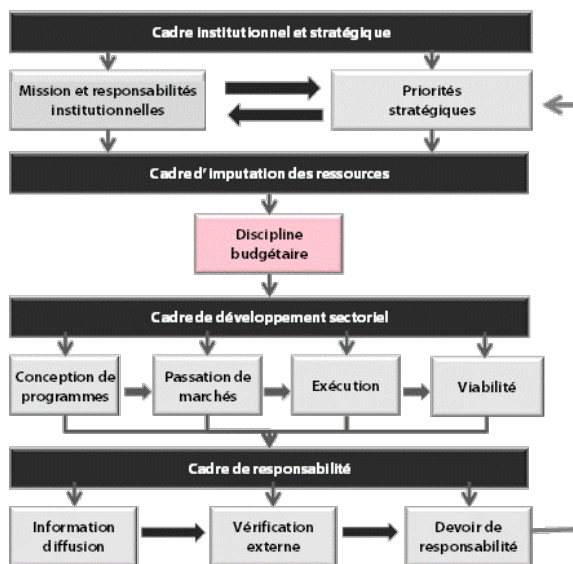 Cadre institutionnel et stratégique
Mission et responsabilités
institutionnelles
Priorités
stratégiques
Cadre d’imputation des ressources
Discipline
budgétaire
Cadre de développement sectoriel
Conception de
programmes
Passation de
marchés
Exécution
Viabilité
Cadre de responsabilité
Information
diffusion
Vérification
externe
Devoir de
responsabilité